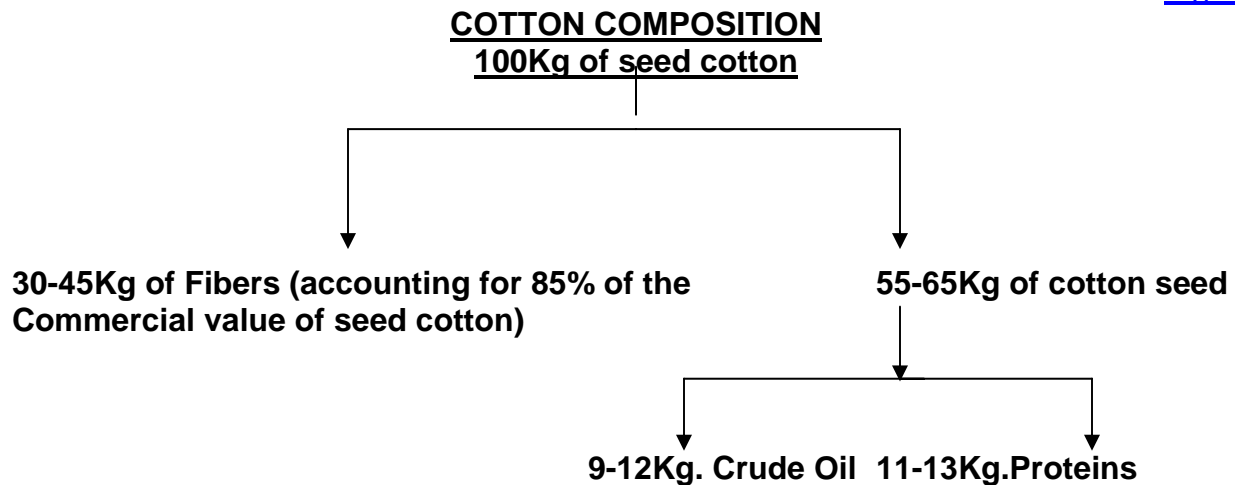 COTTON COMPOSITION
100Kg of seed cotton
30-45Kg of Fibers (accounting for 85% of the
Commercial value of seed cotton)
55-65Kg of cotton seed
9-12Kg. Crude Oil 11-13Kg.Proteins